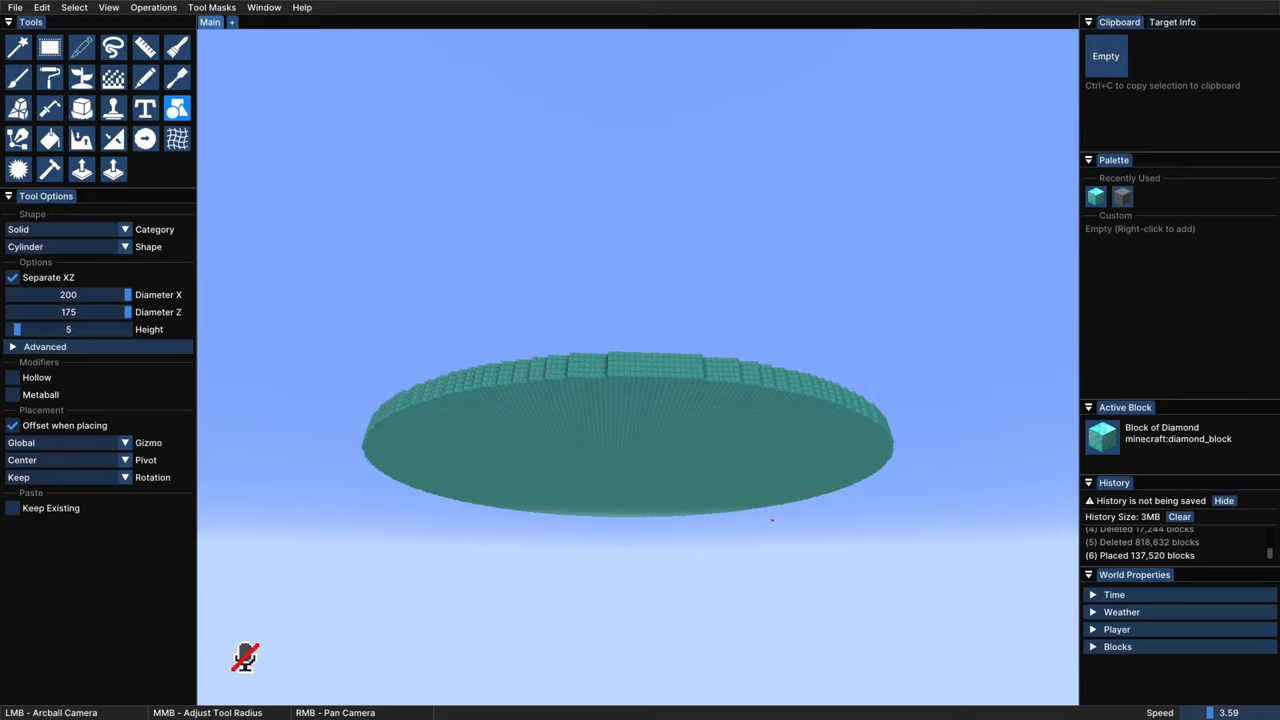 File Edit Select View Operations Tool Masks Window Help
Tools
Main +
Clipboard Target Info
Empty
Ctrl+C to copy selection to clipboard
Palette
Recently Used
Custom
Empty (Right-click to add)
Tool Options
Shape
Solid Category
Cylinder Shape
Options
Separate XZ
200 Diameter X
175 Diameter Z
5 Height
Advanced
Modifiers
Hollow
Metaball
Placement
Offset when placing
Global Gizmo
Center Pivot
Keep Rotation
Paste
Keep Existing
Active Block
Block of Diamond
minecraft:diamond_block
History
History is not being saved Hide
History Size: 3MB Clear
(4) Deleted 17,244 blocks
(5) Deleted 818,632 blocks
(6) Placed 137,520 blocks
World Properties
Time
Weather
Player
Blocks
LMB - Arcball Camera MMB - Adjust Tool Radius RMB - Pan Camera Speed 3.59